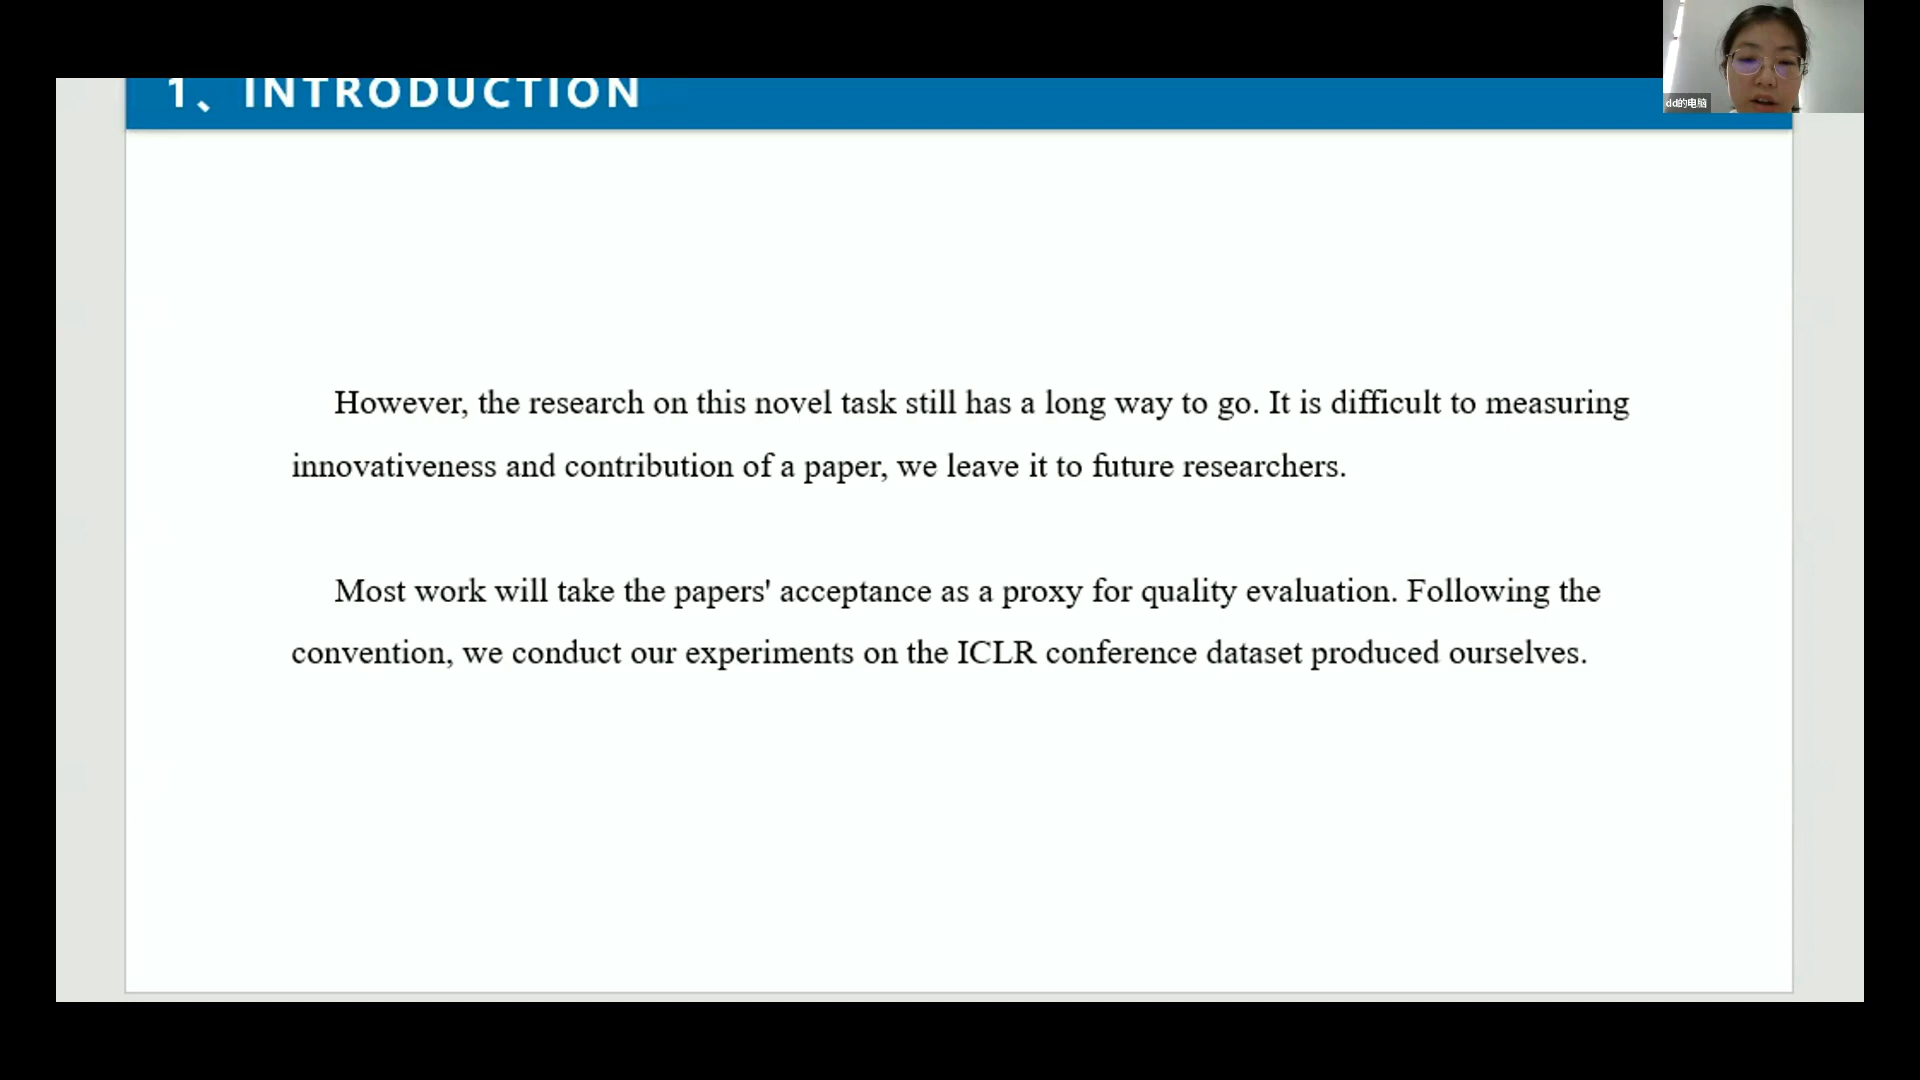 1、INTRODUCTION
dd的电脑
However, the research on this novel task still has a long way to go. It is difficult to measuring
innovativeness and contribution of a paper, we leave it to future researchers.
Most work will take the papers' acceptance as a proxy for quality evaluation. Following the
convention, we conduct our experiments on the ICLR conference dataset produced ourselves.